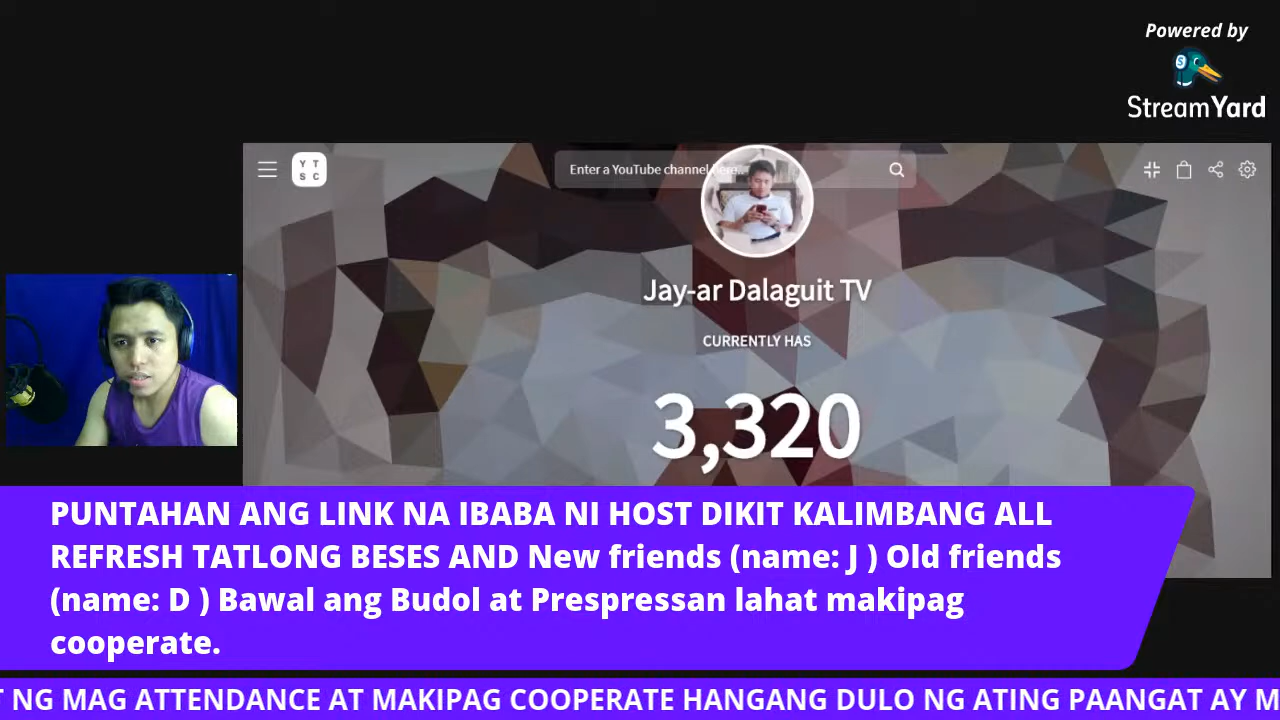 Powered by
StreamYard
Y T
S C
Enter a YouTube channel here...
Jay-ar Dalaguit TV
CURRENTLY HAS
3,320
PUNTAHAN ANG LINK NA IBABA NI HOST DIKIT KALIMBANG ALL
REFRESH TATLONG BESES AND New friends (name: J ) Old friends
(name: D ) Bawal ang Budol at Prespressan lahat makipag
cooperate.
T NG MAG ATTENDANCE AT MAKIPAG COOPERATE HANGANG DULO NG ATING PAANGAT AY M